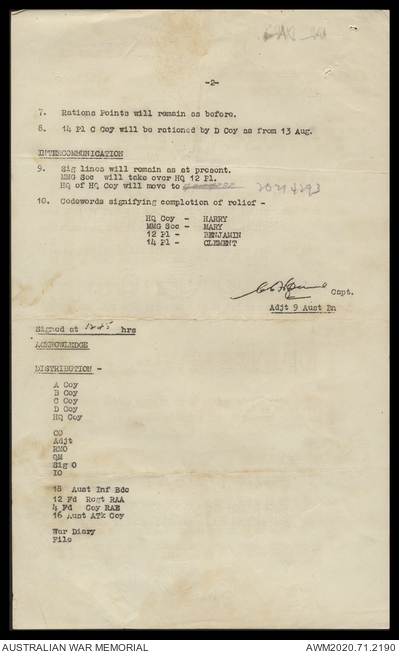 -2-
7. Rations Points will remain as before.
8. 14 Pl C Coy will be rationed by D Coy as from 13 Aug.
INTERCOMMUNICATION
9. Sig lines will remain as at present.
MMG Sec will take over HQ 12 Pl.
HQ of HQ Coy will move to 20214293
10. Codewords signifying completion of relief -
HQ Coy - HARRY
MMG Sec - MARY
12 Pl - BENJAMIN
14 Pl - CLEMENT
Capt.
Adjt 9 Aust Bn
Signed at 1245 hrs
ACKNOWLEDGE
DISTRIBUTION -
A Coy
B Coy
C Coy
D Coy
HQ Coy
CO
Adjt
RMO
QM
Sig O
IO
18 Aust Inf Bde
12 Fd Regt RAA
4 Fd Coy RAE
16 Aust ATk Coy
War Diary
File
AUSTRALIAN WAR MEMORIAL
AWM2020.71.2190